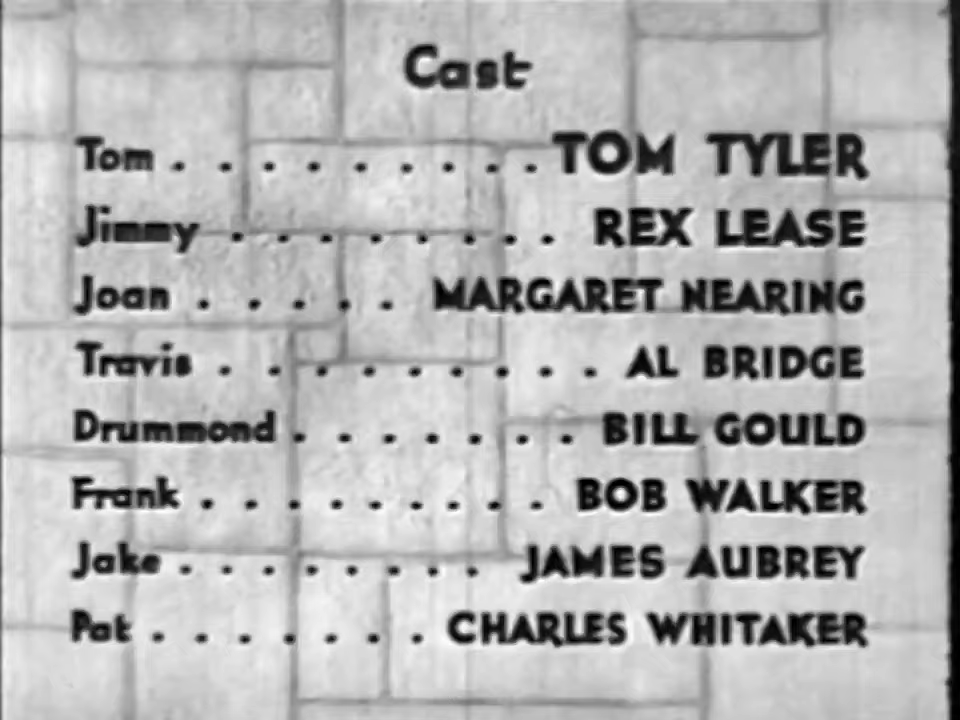 Cast
Tom . . . . . . . . . TOM TYLER
Jimmy . . . . . . . . REX LEASE
Joan . . . . . MARGARET NEARING
Travis . . . . . . . . . AL BRIDGE
Drummond . . . . . . . BILL GOULD
Frank . . . . . . . . . BOB WALKER
Jake . . . . . . . . JAMES AUBREY
Pat . . . . . . . CHARLES WHITAKER